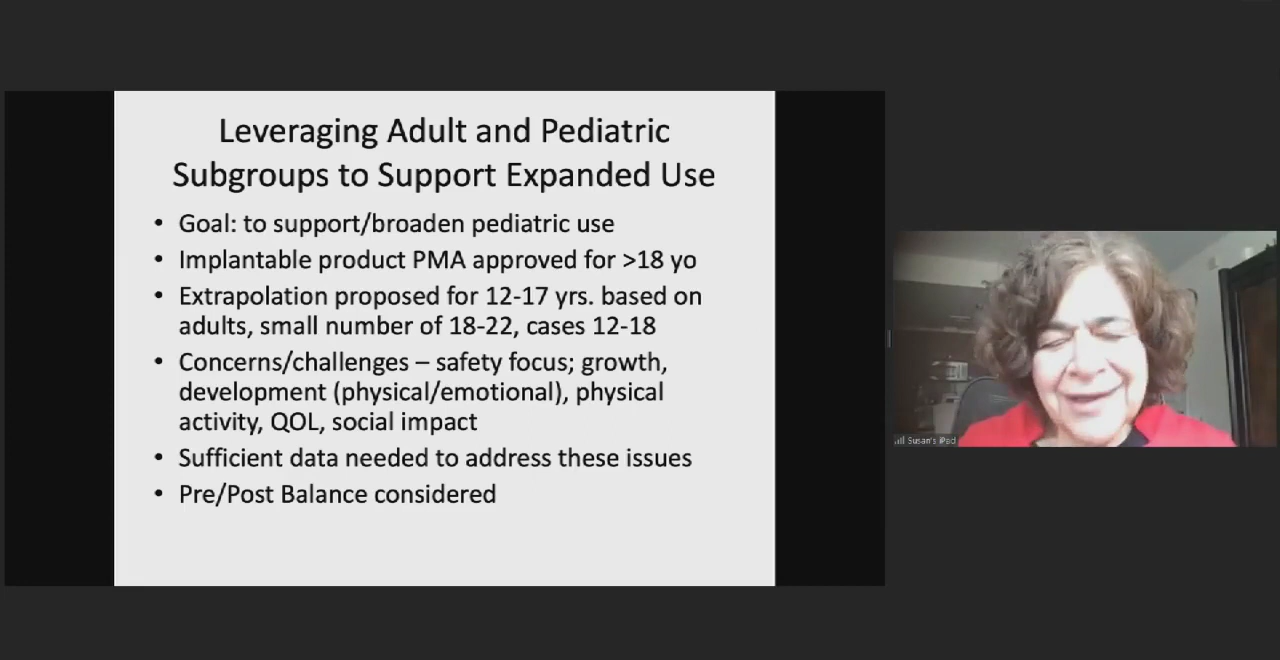 Leveraging Adult and Pediatric
Subgroups to Support Expanded Use
• Goal: to support/broaden pediatric use
• Implantable product PMA approved for >18 yo
• Extrapolation proposed for 12-17 yrs. based on
adults, small number of 18-22, cases 12-18
• Concerns/challenges – safety focus; growth,
development (physical/emotional), physical
activity, QOL, social impact
• Sufficient data needed to address these issues
• Pre/Post Balance considered
Susan's iPad